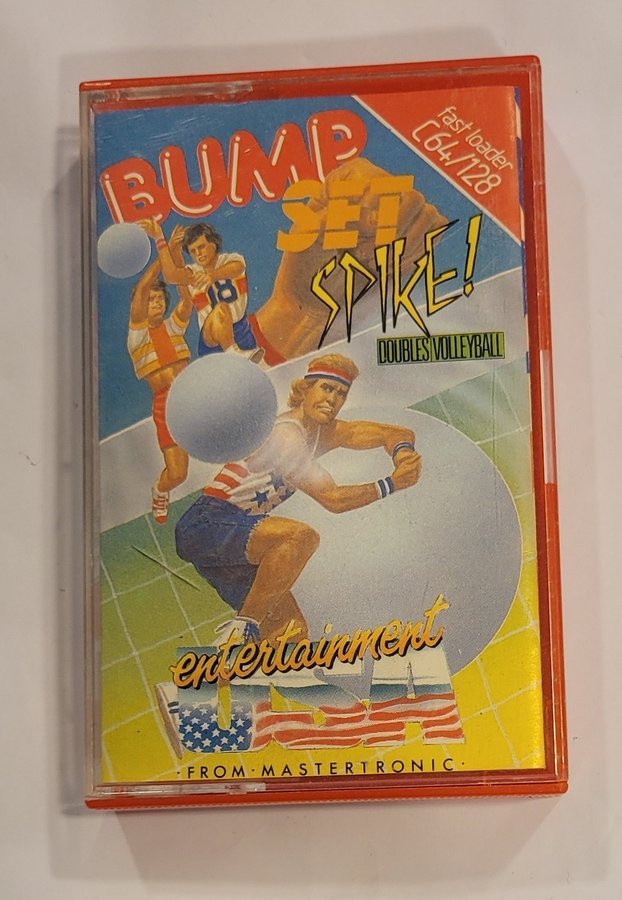 fast loader
C64/128
BUMP
SET
SPIKE!
DOUBLES VOLLEYBALL
18
entertainment
USA
·FROM·MASTERTRONIC·